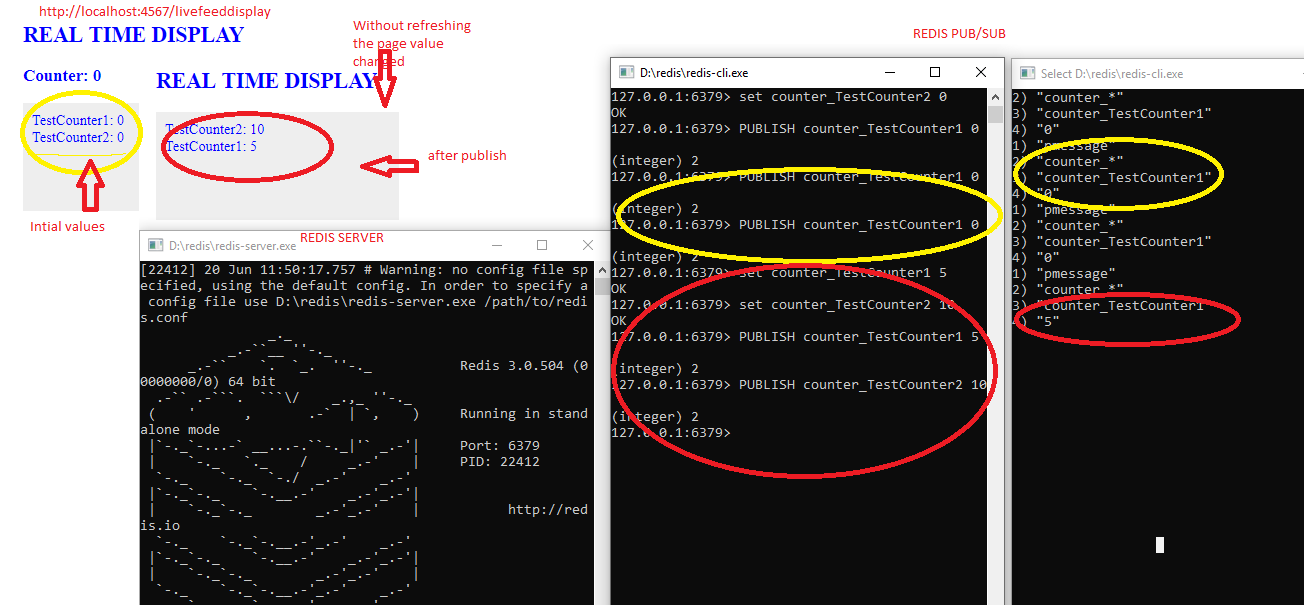 http://localhost:4567/livefeeddisplay
REAL TIME DISPLAY
Counter: 0
TestCounter1: 0
TestCounter2: 0
Intial values
Without refreshing
the page value
changed
REAL TIME DISPLAY
TestCounter2: 10
TestCounter1: 5
after publish
REDIS PUB/SUB
REDIS SERVER
D:\redis\redis-server.exe
[22412] 20 Jun 11:50:17.757 # Warning: no config file sp
ecified, using the default config. In order to specify a
config file use D:\redis\redis-server.exe /path/to/redi
s.conf
Redis 3.0.504 (0
0000000/0) 64 bit
Running in stand
alone mode
Port: 6379
PID: 22412
http://red
is.io
D:\redis\redis-cli.exe
127.0.0.1:6379> set counter_TestCounter2 0
OK
127.0.0.1:6379> PUBLISH counter_TestCounter1 0
(integer) 2
127.0.0.1:6379> PUBLISH counter_TestCounter1 0
(integer) 2
127.0.0.1:6379> PUBLISH counter_TestCounter1 0
(integer) 2
127.0.0.1:6379> set counter_TestCounter1 5
OK
127.0.0.1:6379> set counter_TestCounter2 10
OK
127.0.0.1:6379> PUBLISH counter_TestCounter1 5
(integer) 2
127.0.0.1:6379> PUBLISH counter_TestCounter2 10
(integer) 2
127.0.0.1:6379>
Select D:\redis\redis-cli.exe
2) "counter_*"
3) "counter_TestCounter1"
4) "0"
1) "pmessage"
2) "counter_*"
3) "counter_TestCounter1"
4) "0"
1) "pmessage"
2) "counter_*"
3) "counter_TestCounter1"
4) "0"
1) "pmessage"
2) "counter_*"
3) "counter_TestCounter1"
4) "5"